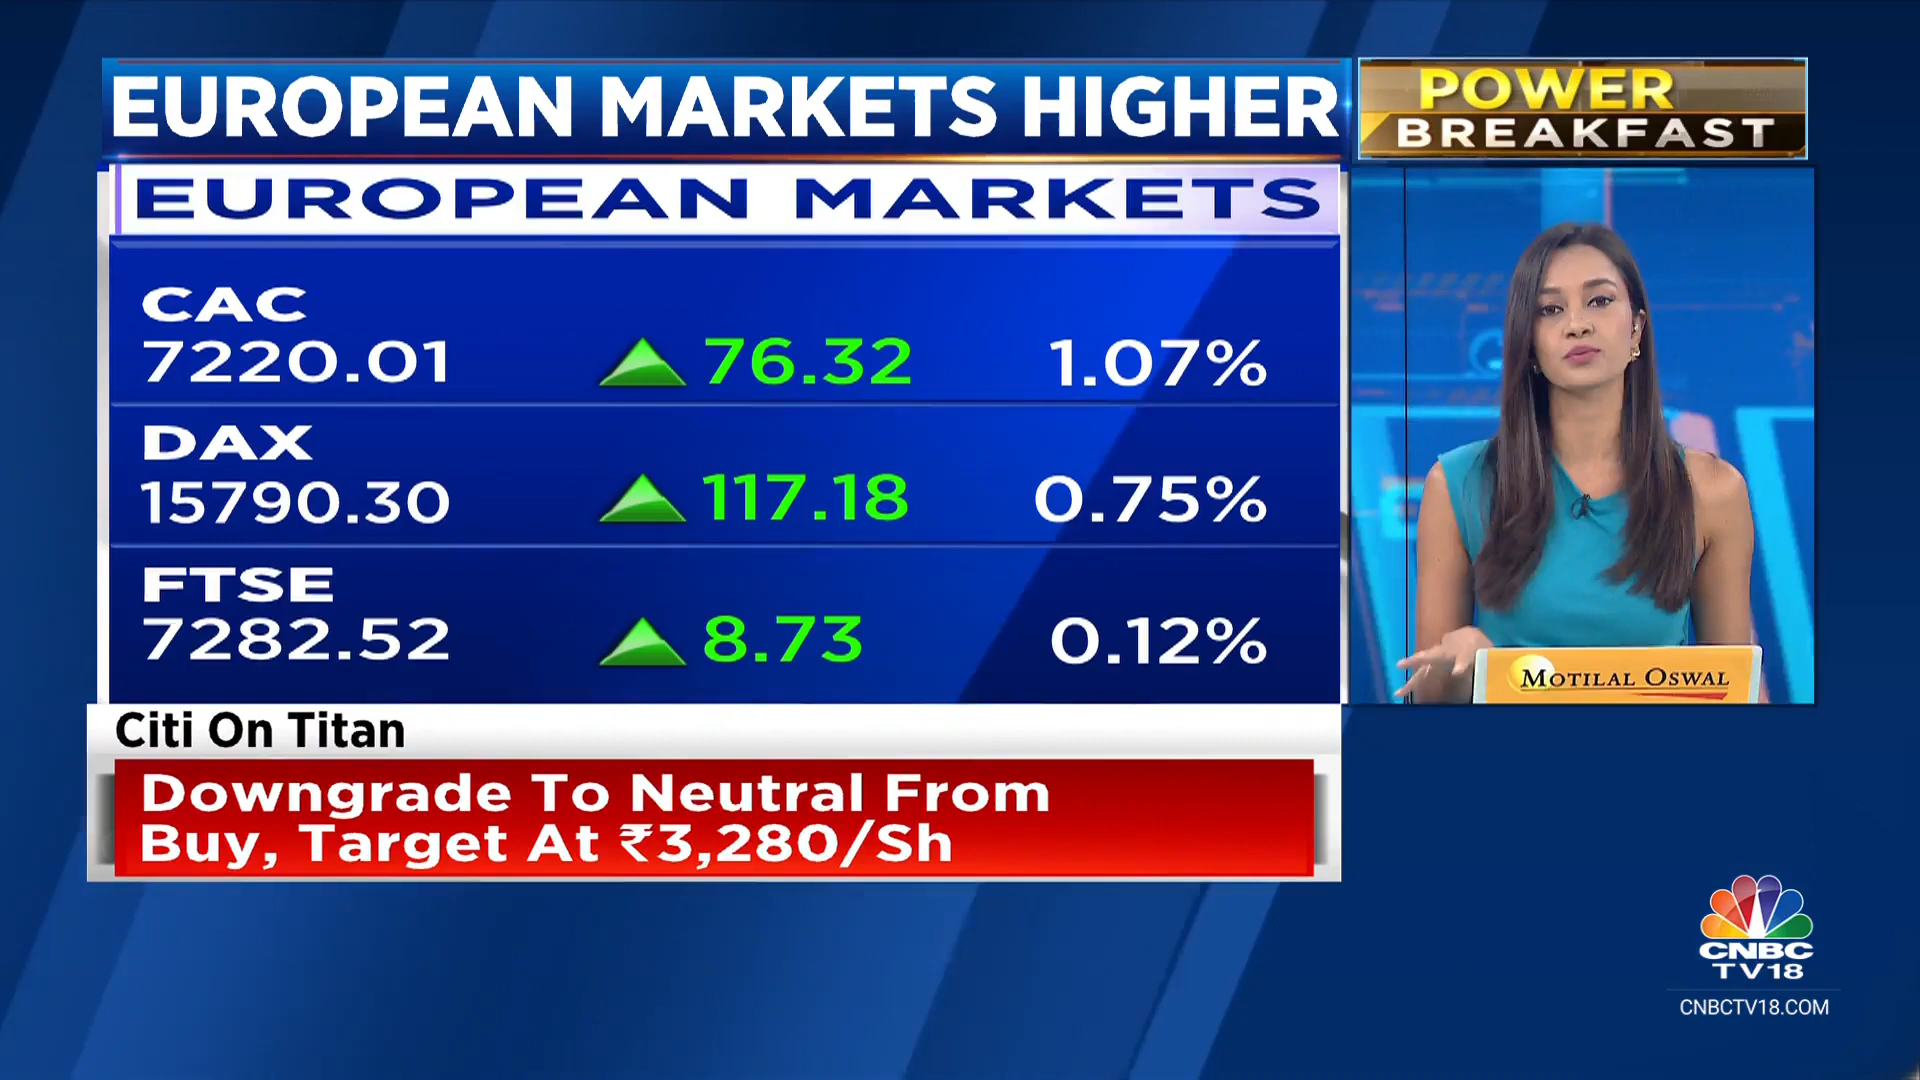 EUROPEAN MARKETS HIGHER
POWER
BREAKFAST
EUROPEAN MARKETS
CAC
7220.01 76.32 1.07%
DAX
15790.30 117.18 0.75%
FTSE
7282.52 8.73 0.12%
MOTILAL OSWAL
Citi On Titan
Downgrade To Neutral From
Buy, Target At ₹3,280/Sh
CNBC
TV18
CNBCTV18.COM